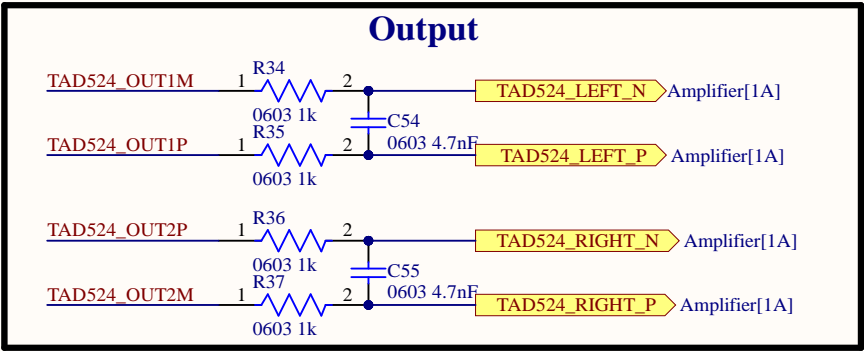 Output
R34
TAD524_OUT1M 1 2 TAD524_LEFT_N Amplifier[1A]
0603 1k
C54
R35
0603 4.7nF
TAD524_OUT1P 1 2 TAD524_LEFT_P Amplifier[1A]
0603 1k
R36
TAD524_OUT2P 1 2 TAD524_RIGHT_N Amplifier[1A]
0603 1k
C55
R37
0603 4.7nF
TAD524_OUT2M 1 2 TAD524_RIGHT_P Amplifier[1A]
0603 1k